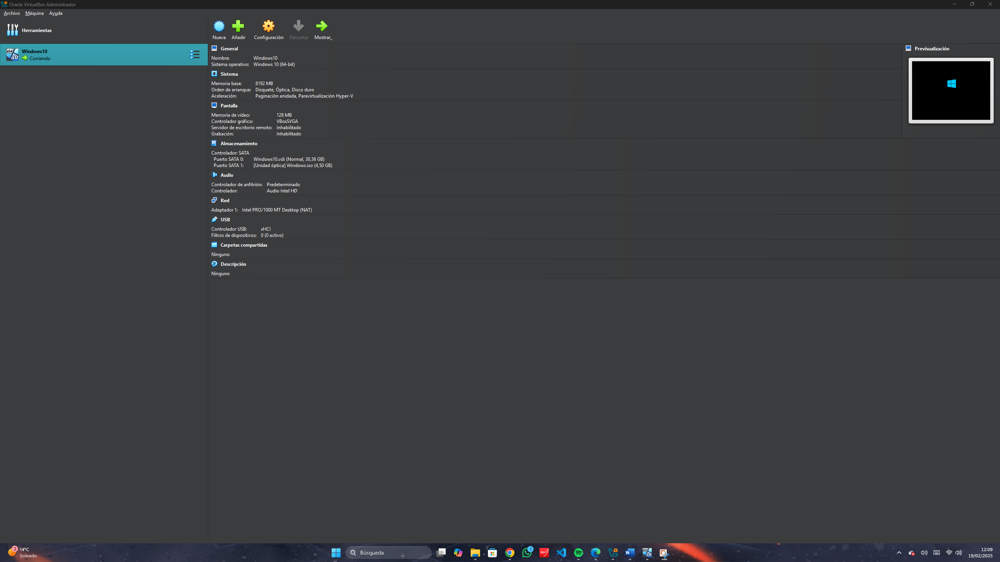 Oracle VirtualBox Administrador
Archivo Máquina Ayuda
Herramientas
Nueva Añadir Configuración Descartar Mostrar
x64 10 Windows10
Corriendo
General
Nombre: Windows10
Sistema operativo: Windows 10 (64-bit)
Sistema
Memoria base: 8192 MB
Orden de arranque: Disquete, Óptica, Disco duro
Aceleración: Paginación anidada, Paravirtualización Hyper-V
Pantalla
Memoria de vídeo: 128 MB
Controlador gráfico: VBoxSVGA
Servidor de escritorio remoto: Inhabilitado
Grabación: Inhabilitado
Almacenamiento
Controlador: SATA
Puerto SATA 0: Windows10.vdi (Normal, 30,36 GB)
Puerto SATA 1: [Unidad óptica] Windows.iso (4,50 GB)
Audio
Controlador de anfitrión: Predeterminado
Controlador: Audio Intel HD
Red
Adaptador 1: Intel PRO/1000 MT Desktop (NAT)
USB
Controlador USB: xHCI
Filtros de dispositivos: 0 (0 activo)
Carpetas compartidas
Ninguno
Descripción
Ninguno
Previsualización
2 14°C
Soleado
Búsqueda
1
PDF
W
x64 10
12:09
19/02/2025